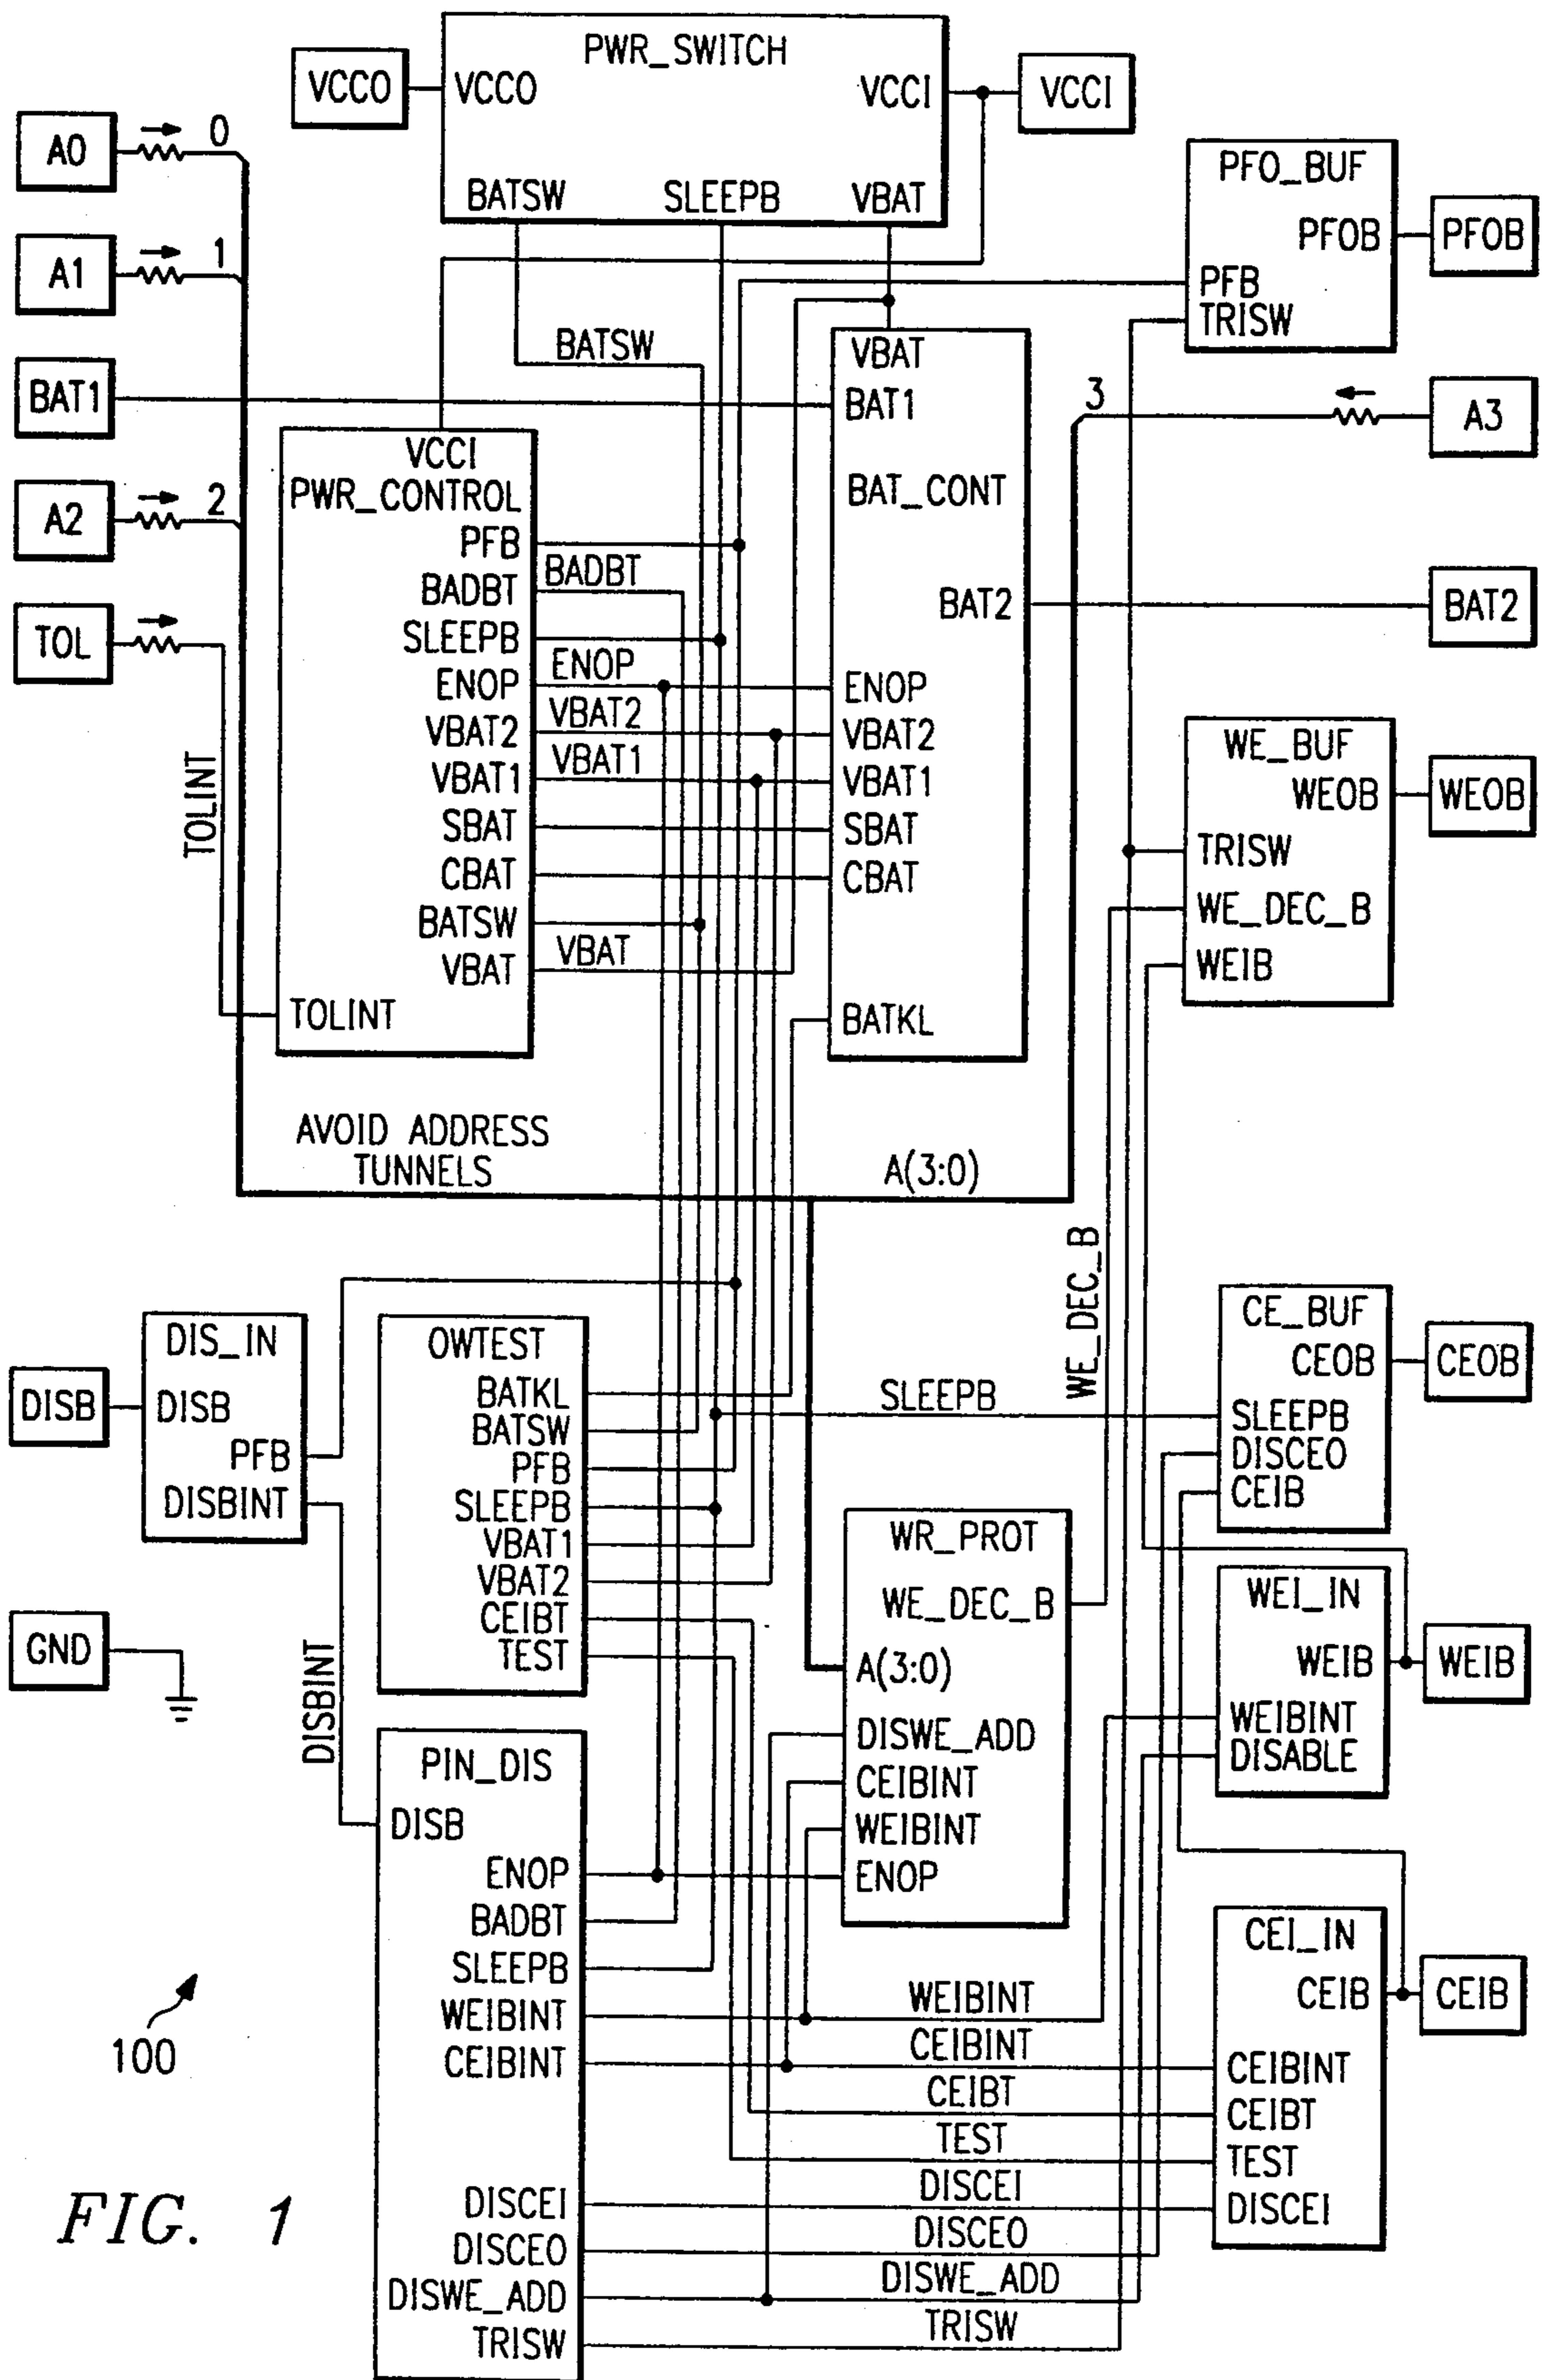 PWR_SWITCH
VCCO
VCCO
VCCI
VCCI
BATSW
SLEEPB
VBAT
A0
0
A1
1
BAT1
A2
2
TOL
TOLINT
PFO_BUF
PFOB
PFOB
PFB
TRISW
BATSW
VBAT
BAT1
BAT_CONT
BAT2
BAT2
ENOP
VBAT2
VBAT1
SBAT
CBAT
BATKL
3
A3
VCCI
PWR_CONTROL
PFB
BADBT
BADBT
SLEEPB
ENOP
ENOP
VBAT2
VBAT2
VBAT1
VBAT1
SBAT
CBAT
BATSW
VBAT
VBAT
TOLINT
WE_BUF
WEOB
WEOB
TRISW
WE_DEC_B
WEIB
AVOID ADDRESS
TUNNELS
A(3:0)
WE_DEC_B
DIS_IN
DISB
DISB
PFB
DISBINT
DISBINT
GND
OWTEST
BATKL
BATSW
PFB
SLEEPB
VBAT1
VBAT2
CEIBT
TEST
SLEEPB
CE_BUF
CEOB
CEOB
SLEEPB
DISCEO
CEIB
WR_PROT
WE_DEC_B
A(3:0)
DISWE_ADD
CEIBINT
WEIBINT
ENOP
WEI_IN
WEIB
WEIB
WEIBINT
DISABLE
PIN_DIS
DISB
ENOP
BADBT
SLEEPB
WEIBINT
WEIBINT
CEIBINT
CEIBINT
CEIBT
TEST
DISCEI
DISCEI
DISCEO
DISCEO
DISWE_ADD
DISWE_ADD
TRISW
TRISW
CEI_IN
CEIB
CEIB
CEIBINT
CEIBT
TEST
DISCEI
100
FIG. 1